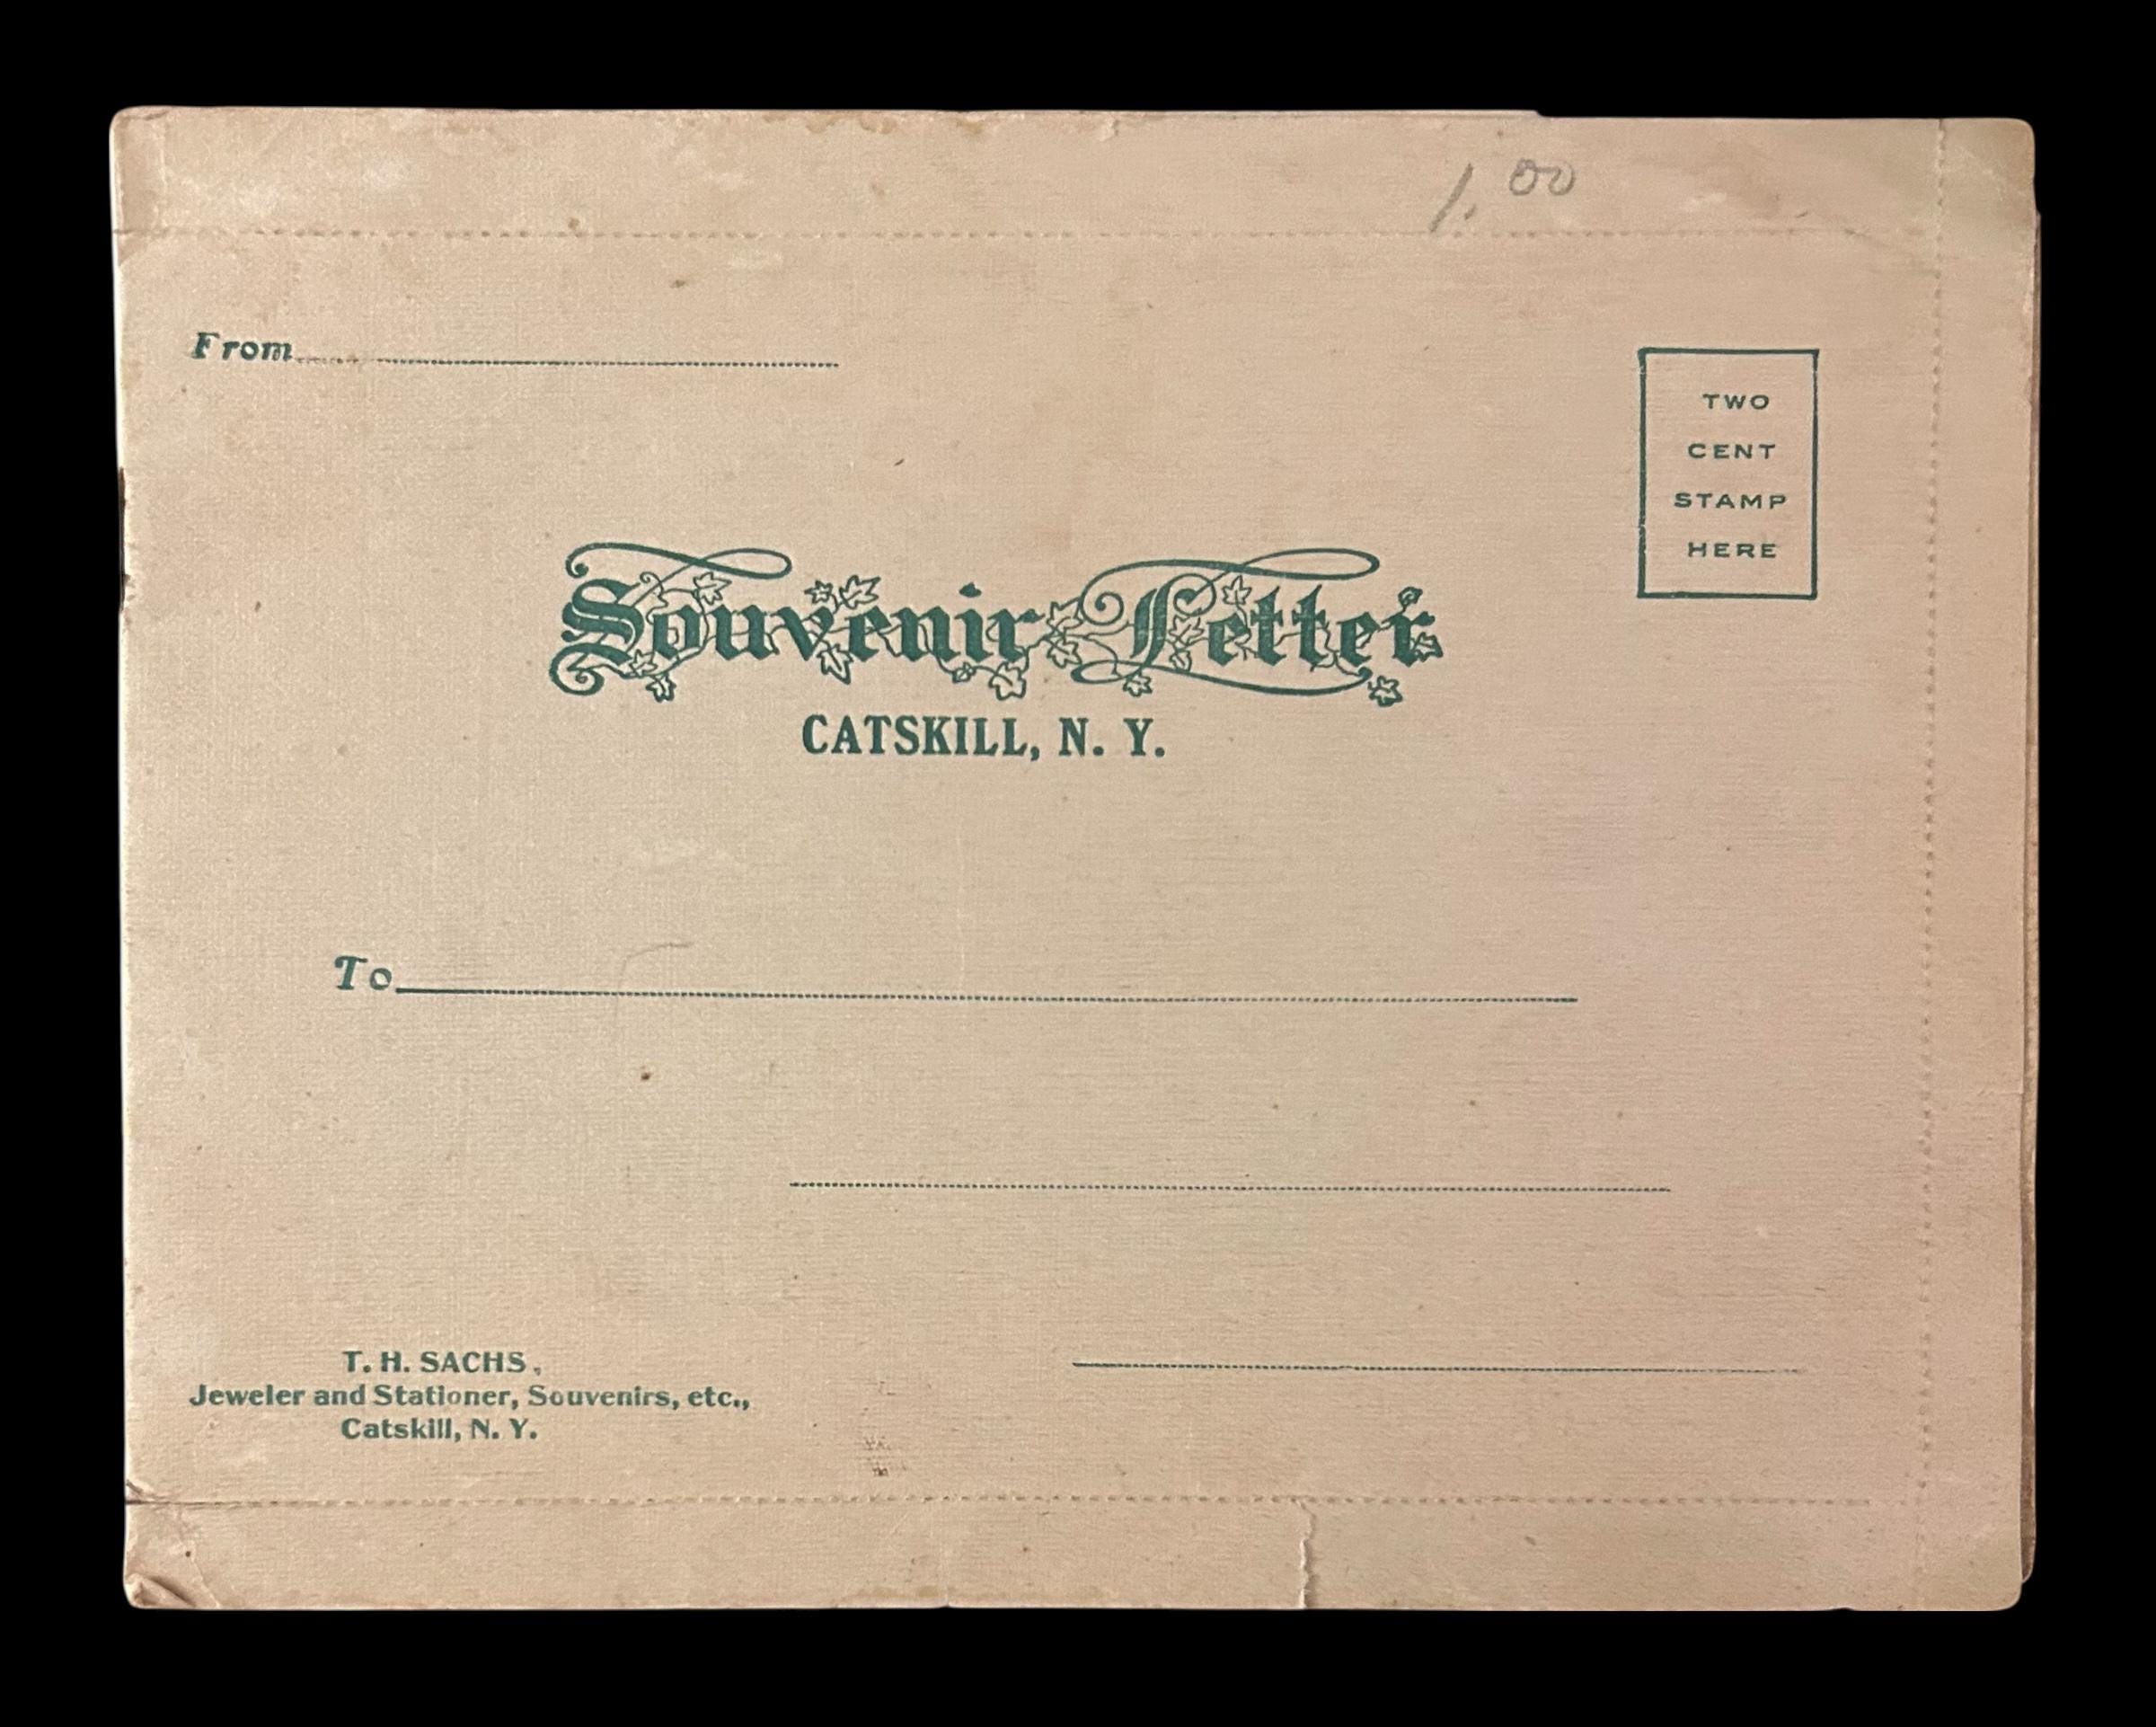 1.00
From
TWO
CENT
STAMP
HERE
Souvenir Letter
CATSKILL, N. Y.
To
T. H. SACHS,
Jeweler and Stationer, Souvenirs, etc.,
Catskill, N. Y.